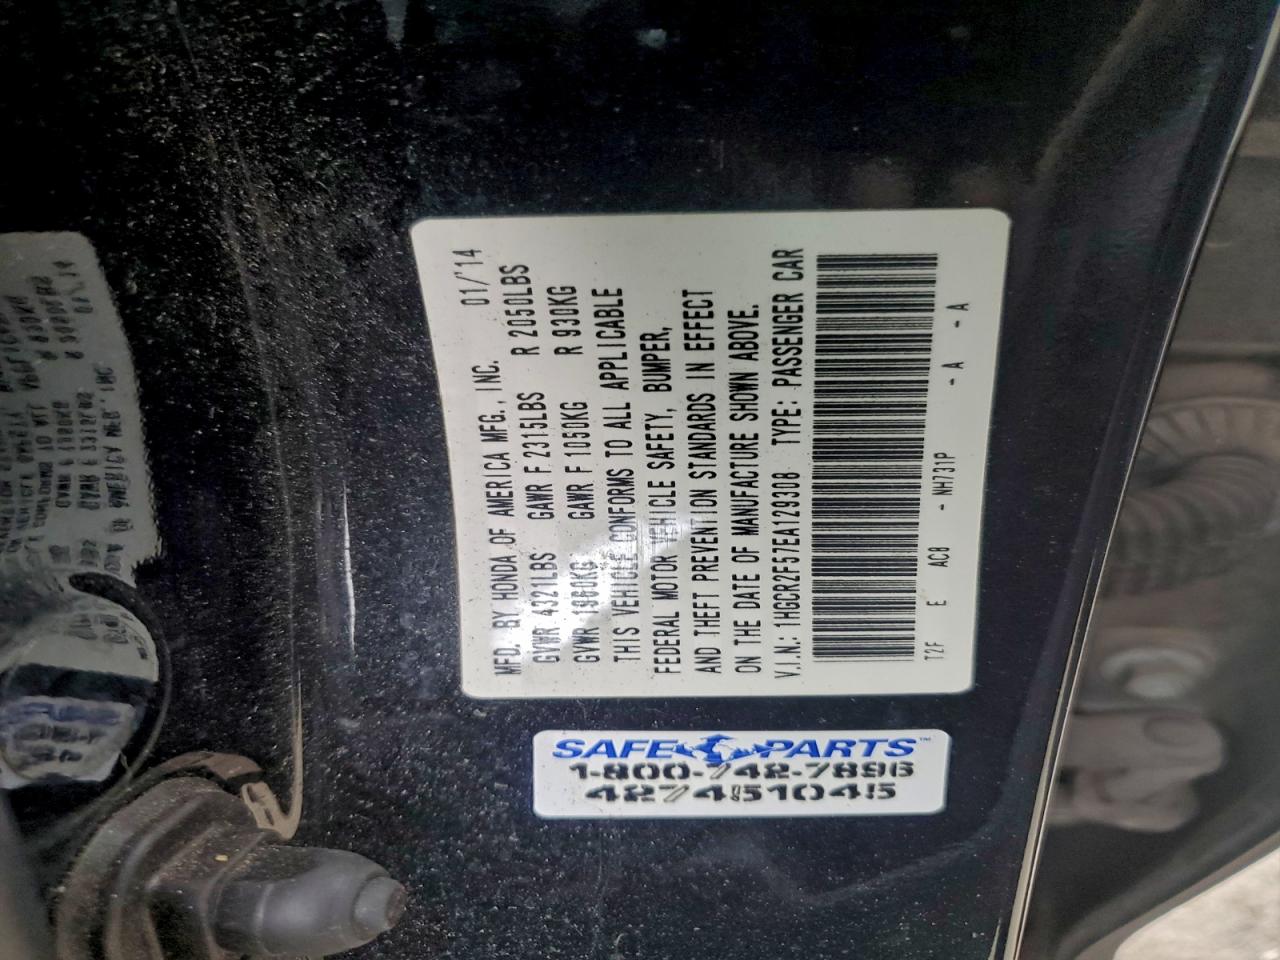 MFD. BY HONDA OF AMERICA MFG., INC. 01/'14
GVWR 4321LBS GAWR F 2315LBS R 2050LBS
GVWR 1960KG GAWR F 1050KG R 930KG
THIS VEHICLE CONFORMS TO ALL APPLICABLE
FEDERAL MOTOR VEHICLE SAFETY, BUMPER,
AND THEFT PREVENTION STANDARDS IN EFFECT
ON THE DATE OF MANUFACTURE SHOWN ABOVE.
V.I.N.: 1HGCR2F57EA129308 TYPE: PASSENGER CAR
T2F E AC8 - NH731P - A - A
SAFE PARTS™
1-800-742-7896
427451045